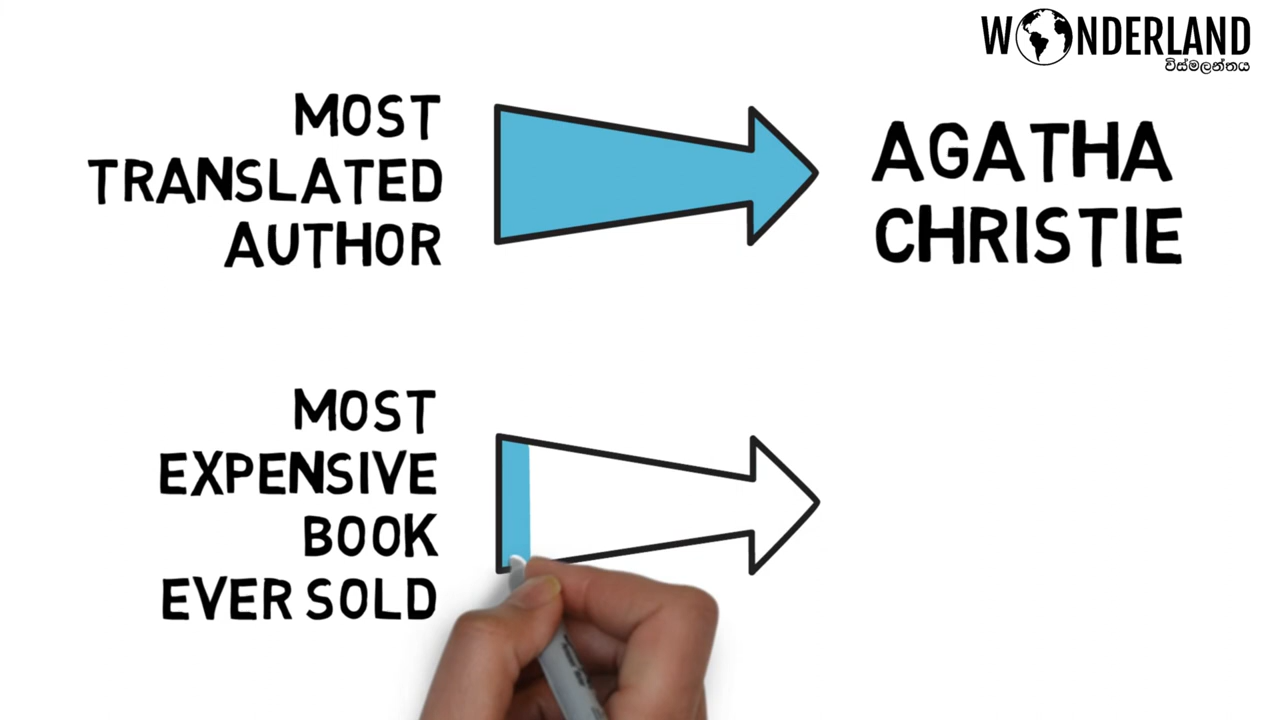 WONDERLAND
විස්මලන්තය
MOST
TRANSLATED
AUTHOR
AGATHA
CHRISTIE
MOST
EXPENSIVE
BOOK
EVER SOLD